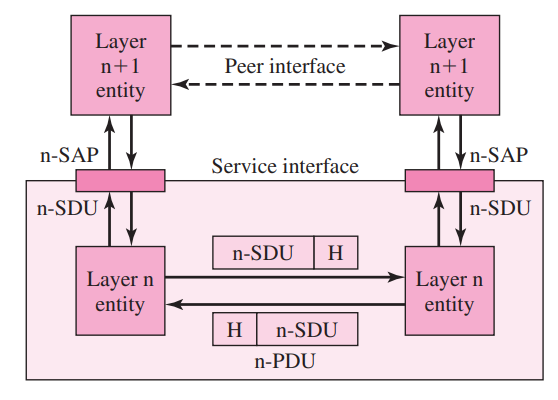 Layer
n+1
entity
Peer interface
Layer
n+1
entity
n-SAP
Service interface
n-SAP
n-SDU
n-SDU
n-SDU H
Layer n
entity
Layer n
entity
H n-SDU
n-PDU